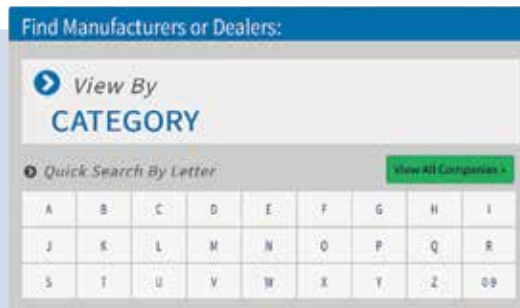 Find Manufacturers or Dealers:
View By
CATEGORY
Quick Search By Letter
View All Companies »
A B C D E F G H I
J K L M N O P Q R
S T U V W X Y Z 0-9